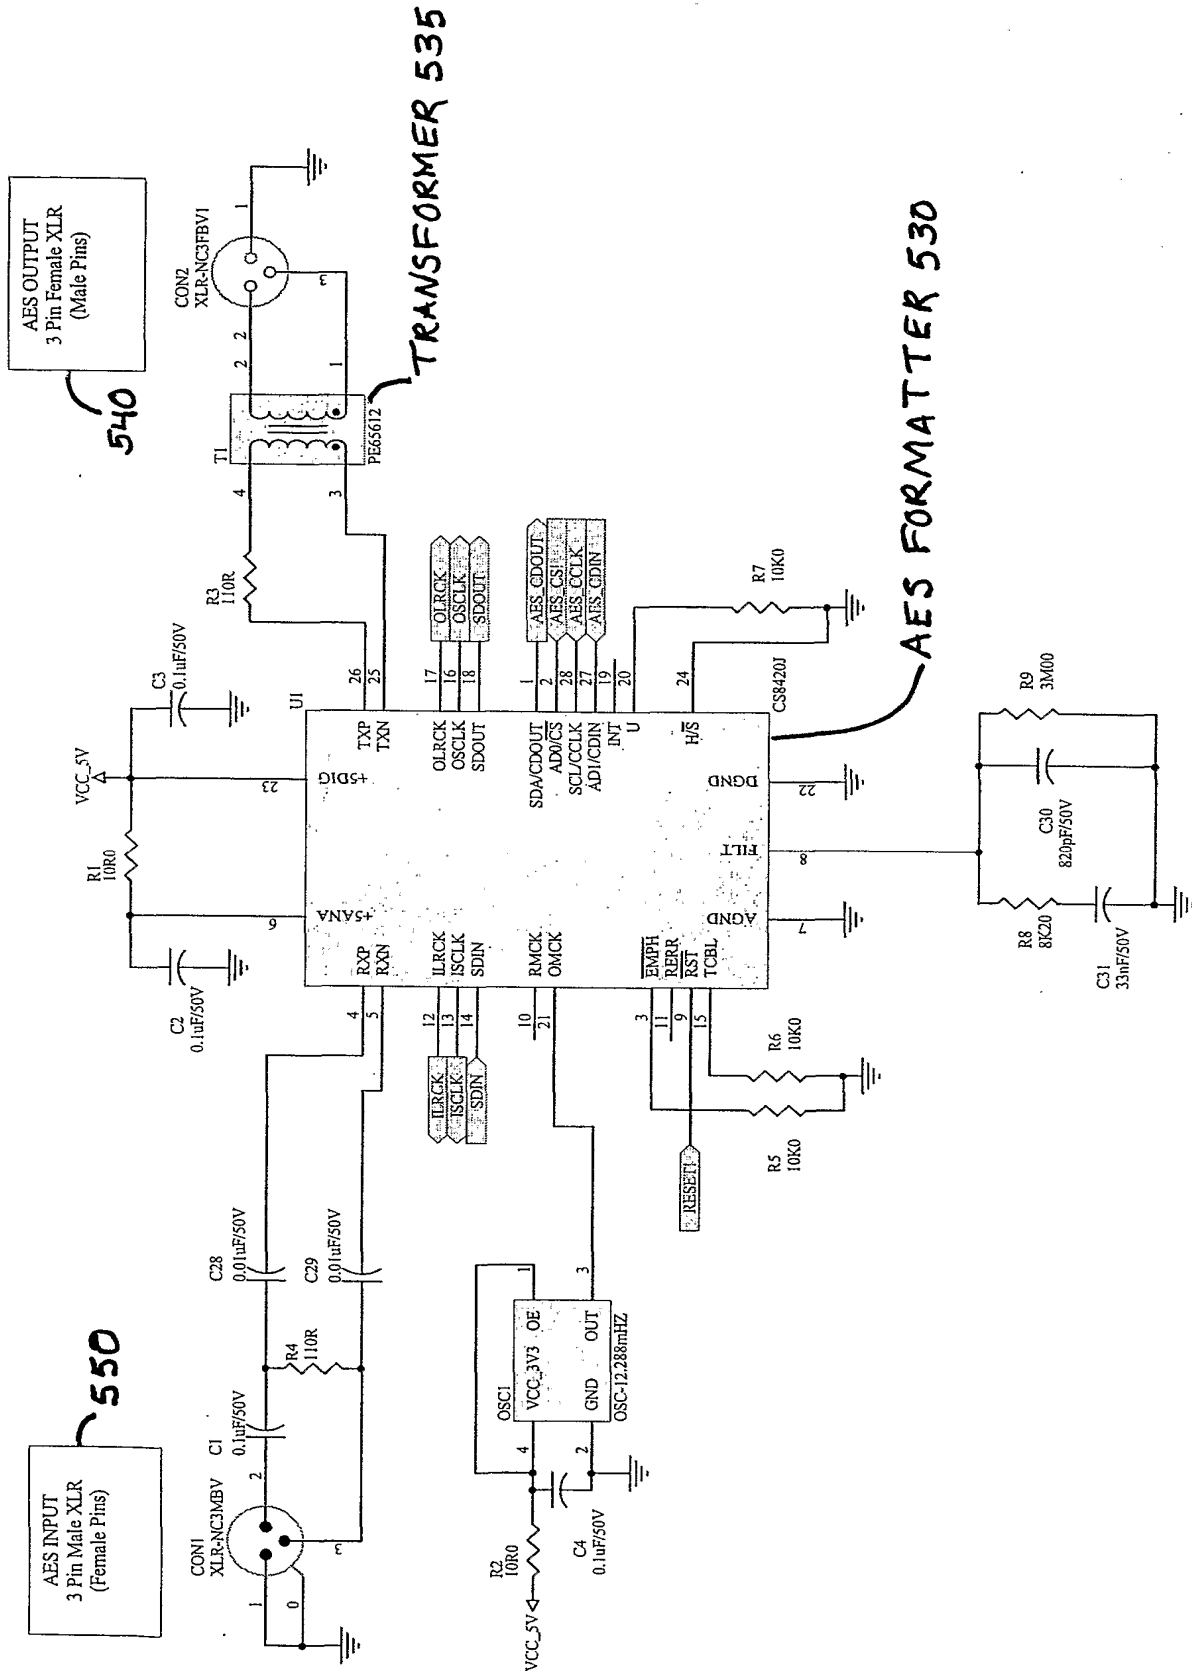 AES INPUT
3 Pin Male XLR
(Female Pins)
550
AES OUTPUT
3 Pin Female XLR
(Male Pins)
540
CON1
XLR-NC3MBV
1
0
2
3
C1
0.1uF/50V
R4
110R
C28
0.01uF/50V
C29
0.01uF/50V
C2
0.1uF/50V
R1
10R0
VCC_5V
C3
0.1uF/50V
6
23
+5ANA
+5DIG
U1
4
RXP
5
RXN
12
ILRCK
ILRCK
13
ISCLK
ISCLK
14
SDIN
SDIN
10
RMCK
21
OMCK
3
EMPH
11
RERR
9
RST
15
TCBL
RESET1
R5
10K0
R6
10K0
TXP
26
TXN
25
OLRCK
17
OLRCK
OSCLK
16
OSCLK
SDOUT
18
SDOUT
SDA/CDOUT
1
AES_CDOUT
AD0/CS
2
AES_CS!
SCL/CCLK
28
AES_CCLK
AD1/CDIN
27
AES_CDIN
INT
19
U
20
H/S
24
R7
10K0
CS8420J
AGND
FILT
DGND
7
8
22
R3
110R
4
3
T1
PE65612
2
1
2
3
1
CON2
XLR-NC3FBV1
TRANSFORMER 535
AES FORMATTER 530
VCC_5V
R2
10R0
C4
0.1uF/50V
OSC1
4
VCC_3V3
OE
1
2
GND
OUT
3
OSC-12.288mHZ
R8
8K20
C31
33nF/50V
C30
820pF/50V
R9
3M00